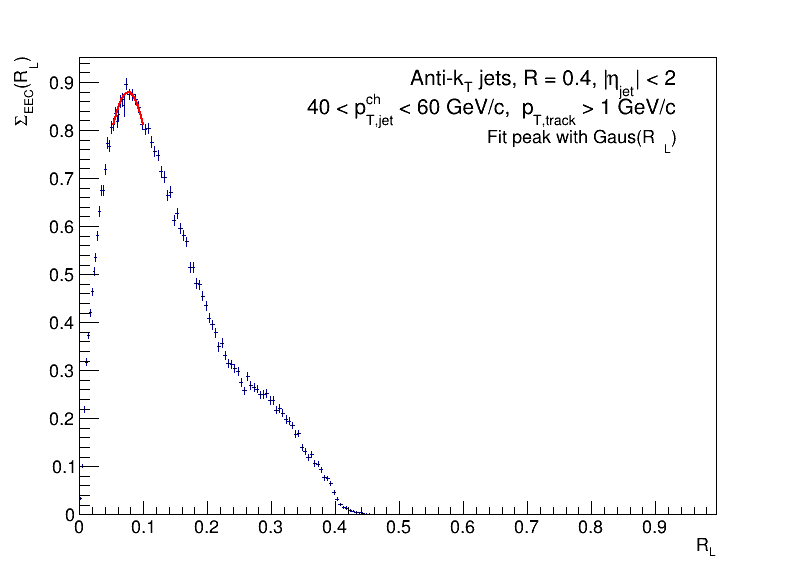 Σ_EEC(R_L)
Anti-k_T jets, R = 0.4, |η_jet| < 2
40 < p^ch_T,jet < 60 GeV/c, p_T,track > 1 GeV/c
Fit peak with Gaus(R_L)
0.9
0.8
0.7
0.6
0.5
0.4
0.3
0.2
0.1
0
0 0.1 0.2 0.3 0.4 0.5 0.6 0.7 0.8 0.9
R_L